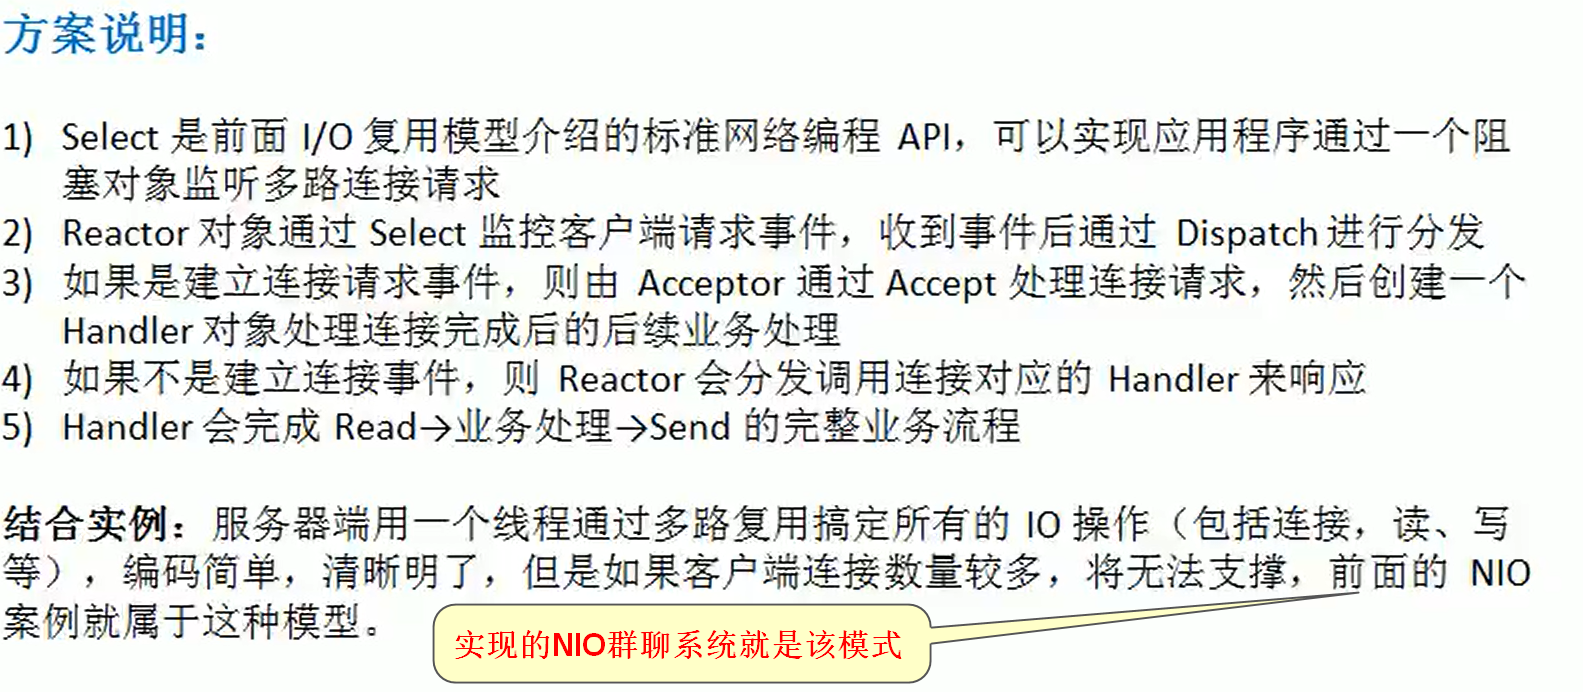 方案说明：
1) Select 是前面 I/O 复用模型介绍的标准网络编程 API，可以实现应用程序通过一个阻
塞对象监听多路连接请求
2) Reactor 对象通过 Select 监控客户端请求事件，收到事件后通过 Dispatch 进行分发
3) 如果是建立连接请求事件，则由 Acceptor 通过 Accept 处理连接请求，然后创建一个
Handler 对象处理连接完成后的后续业务处理
4) 如果不是建立连接事件，则 Reactor 会分发调用连接对应的 Handler 来响应
5) Handler 会完成 Read→业务处理→Send 的完整业务流程
结合实例：服务器端用一个线程通过多路复用搞定所有的 IO 操作（包括连接，读、写
等），编码简单，清晰明了，但是如果客户端连接数量较多，将无法支撑，前面的 NIO
案例就属于这种模型。
实现的NIO群聊系统就是该模式